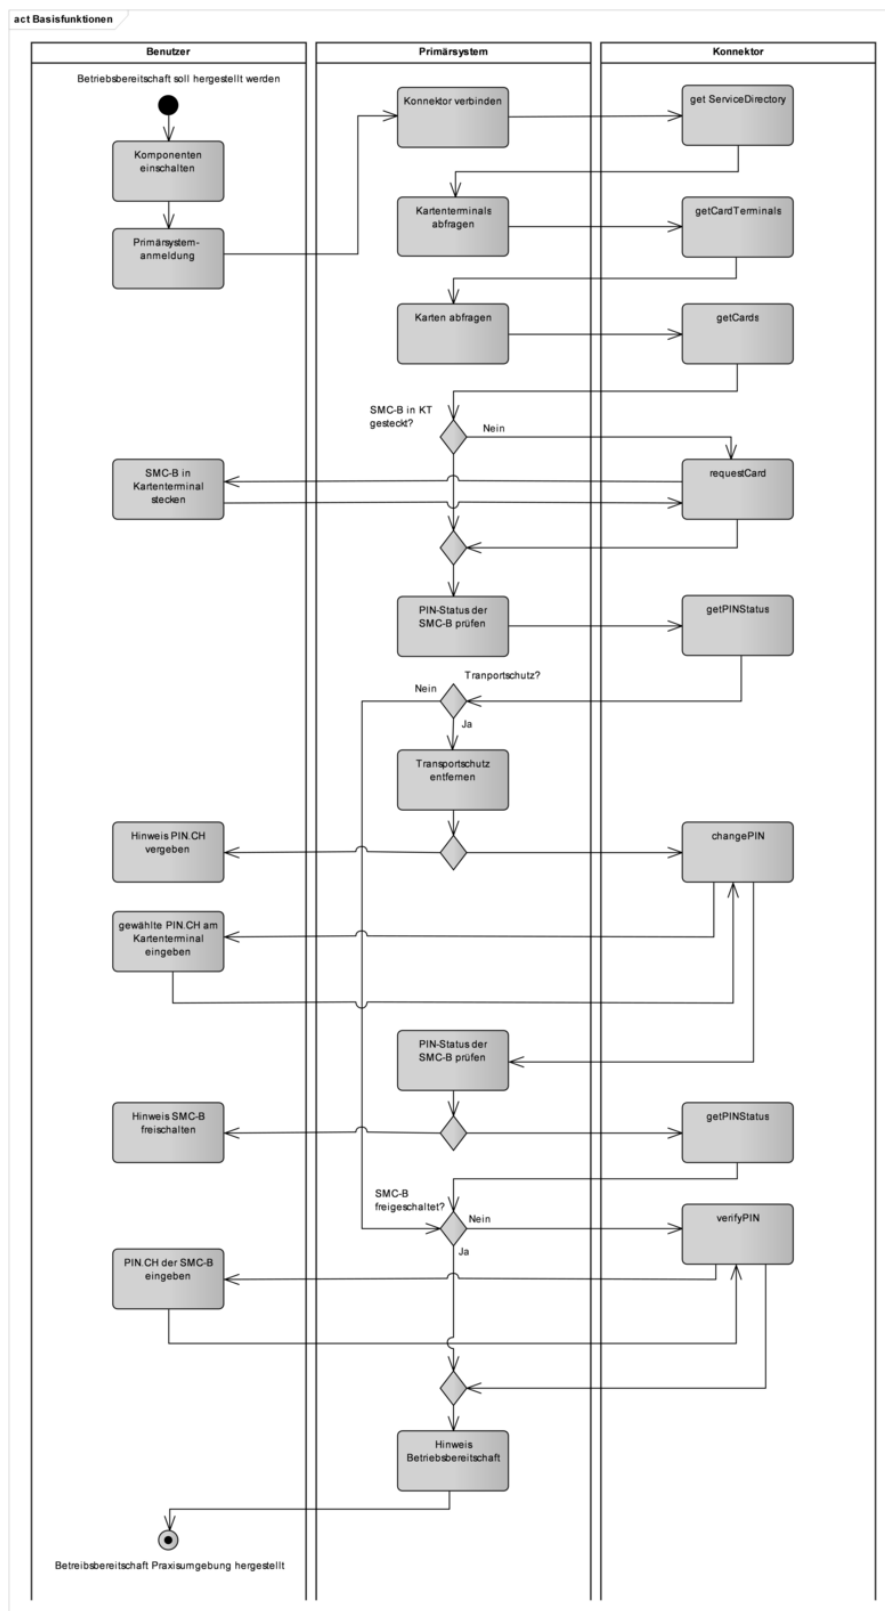 act Basisfunktionen
Benutzer
Primärsystem
Konnektor
Betriebsbereitschaft soll hergestellt werden
Konnektor verbinden
get ServiceDirectory
Komponenten
einschalten
Kartenterminals
abfragen
getCardTerminals
Primärsystem-
anmeldung
Karten abfragen
getCards
SMC-B in KT
gesteckt?
Nein
SMC-B in
Kartenterminal
stecken
requestCard
PIN-Status der
SMC-B prüfen
getPINStatus
Tranportschutz?
Nein
Ja
Transportschutz
entfernen
Hinweis PIN.CH
vergeben
changePIN
gewählte PIN.CH am
Kartenterminal
eingeben
PIN-Status der
SMC-B prüfen
Hinweis SMC-B
freischalten
getPINStatus
SMC-B
freigeschaltet?
Nein
Ja
verifyPIN
PIN.CH der SMC-B
eingeben
Hinweis
Betriebsbereitschaft
Betreibsbereitschaft Praxisumgebung hergestellt